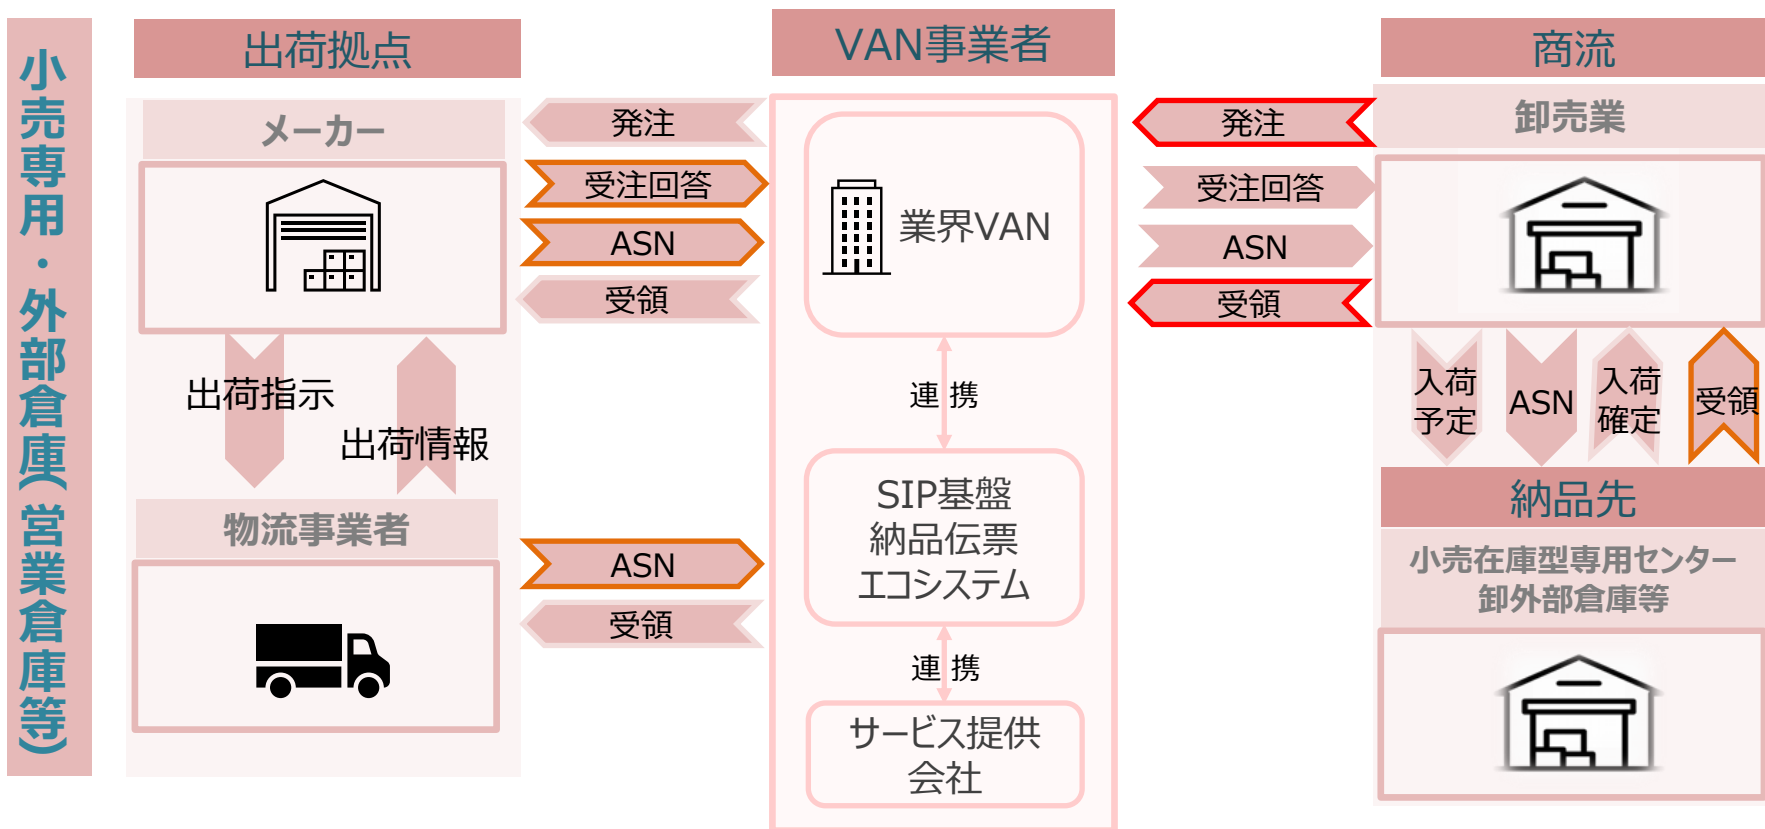 小売専用・外部倉庫(営業倉庫等)
出荷拠点
メーカー
出荷指示
出荷情報
物流事業者
発注
受注回答
ASN
受領
ASN
受領
VAN事業者
業界VAN
連 携
SIP基盤
納品伝票
エコシステム
連 携
サービス提供
会社
発注
受注回答
ASN
受領
商流
卸売業
入荷
予定
ASN
入荷
確定
受領
納品先
小売在庫型専用センター
卸外部倉庫等